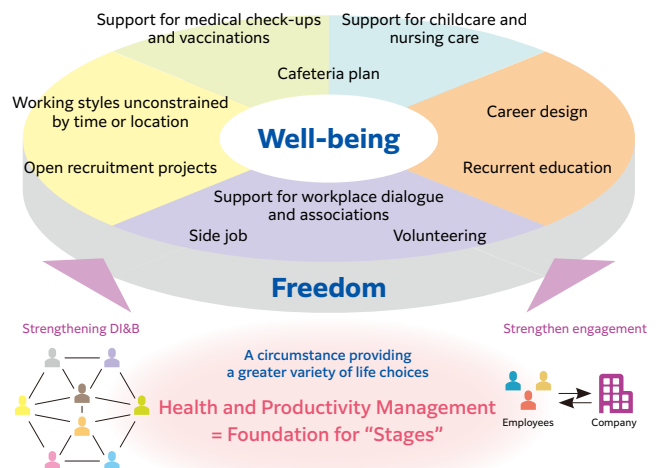 Support for medical check-ups
and vaccinations
Support for childcare and
nursing care
Cafeteria plan
Working styles unconstrained
by time or location
Well-being
Career design
Open recruitment projects
Recurrent education
Support for workplace dialogue
and associations
Side job
Volunteering
Freedom
Strengthening DI&B
Strengthen engagement
A circumstance providing
a greater variety of life choices
Health and Productivity Management
= Foundation for “Stages”
Employees
Company